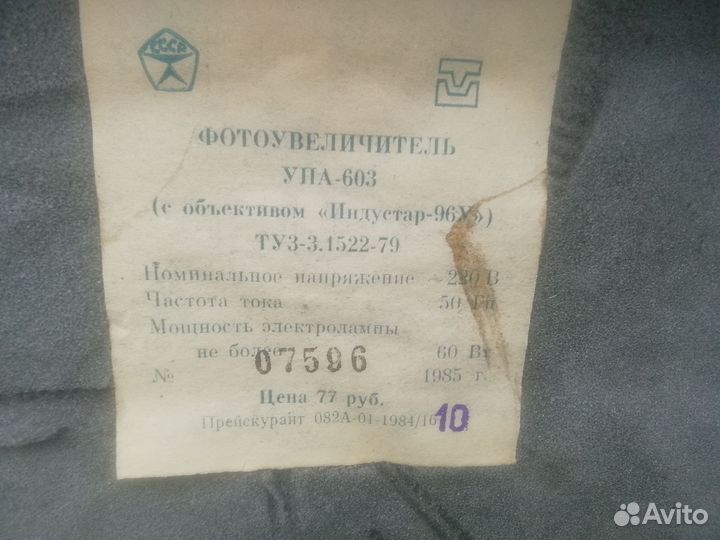 СССР
ФОТОУВЕЛИЧИТЕЛЬ
УПА-603
(с объективом «Индустар-96У»)
ТУ3-3.1522-79
Номинальное напряжение ~ 220 В
Частота тока 50 Гц
Мощность электролампы
не более 60 Вт
№ 07596 1985 г.
Цена 77 руб.
Прейскурант 082А-01-1984/10
10
Avito